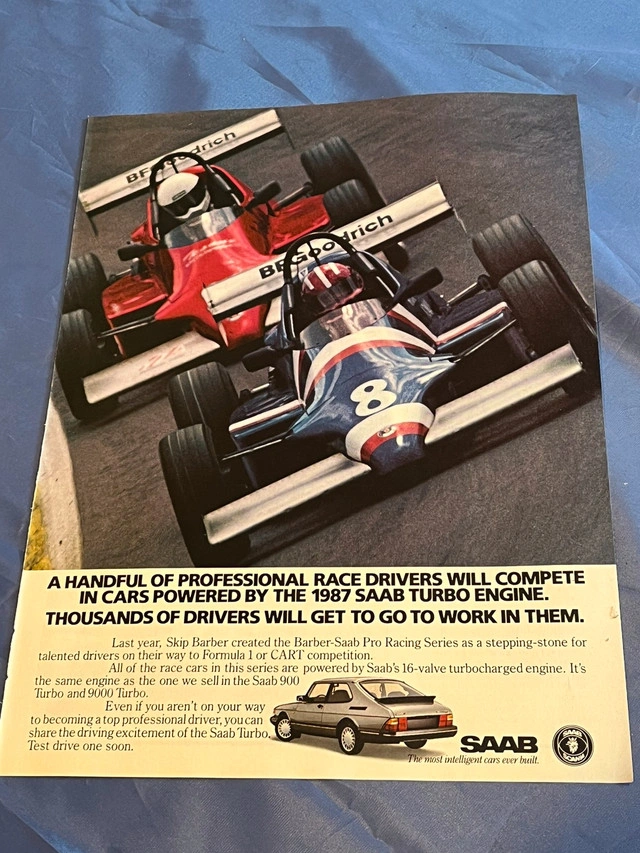 BFGoodrich
BFGoodrich
8
A HANDFUL OF PROFESSIONAL RACE DRIVERS WILL COMPETE
IN CARS POWERED BY THE 1987 SAAB TURBO ENGINE.
THOUSANDS OF DRIVERS WILL GET TO GO TO WORK IN THEM.
Last year, Skip Barber created the Barber-Saab Pro Racing Series as a stepping-stone for
talented drivers on their way to Formula 1 or CART competition.
All of the race cars in this series are powered by Saab's 16-valve turbocharged engine. It's
the same engine as the one we sell in the Saab 900
Turbo and 9000 Turbo.
Even if you aren't on your way
to becoming a top professional driver, you can
share the driving excitement of the Saab Turbo.
Test drive one soon.
SAAB
The most intelligent cars ever built.
SAAB
SCANIA